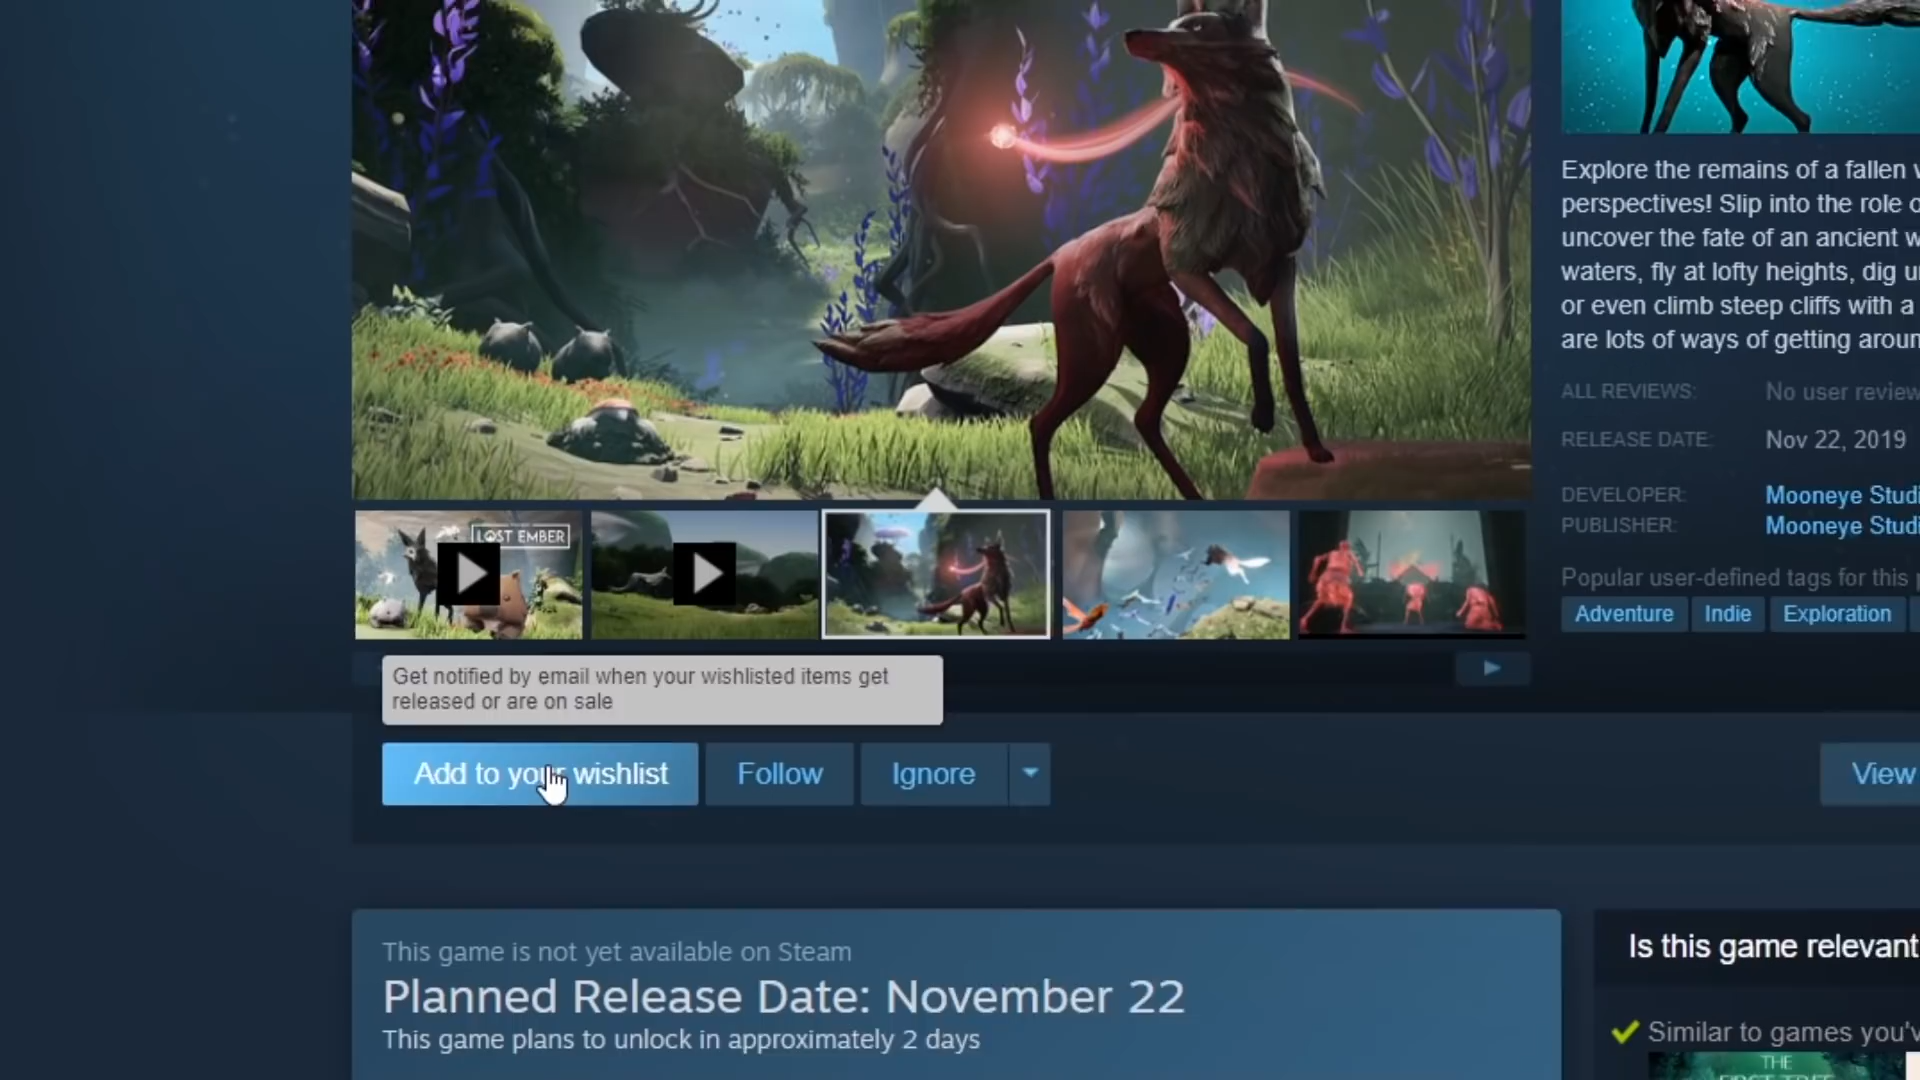 Explore the remains of a fallen
perspectives! Slip into the role
uncover the fate of an ancient
waters, fly at lofty heights, dig
or even climb steep cliffs with a
are lots of ways of getting
ALL REVIEWS: No user
RELEASE DATE: Nov 22, 2019
DEVELOPER: Mooneye
PUBLISHER: Mooneye
Popular user-defined tags for this
Adventure Indie Exploration
LOST EMBER
Get notified by email when your wishlisted items get
released or are on sale
Add to your wishlist Follow Ignore View
This game is not yet available on Steam
Planned Release Date: November 22
This game plans to unlock in approximately 2 days
Is this game relevant
Similar to games
THE
FIRST TREE